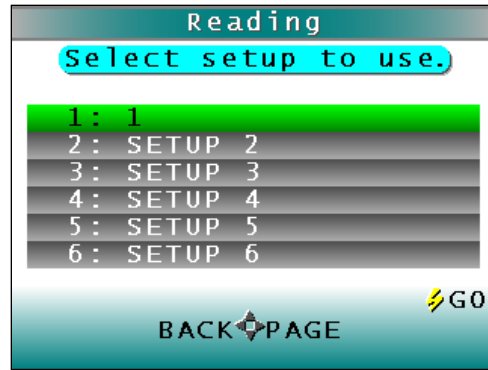 Reading
Select setup to use.
1: 1
2: SETUP 2
3: SETUP 3
4: SETUP 4
5: SETUP 5
6: SETUP 6
GO
BACK PAGE